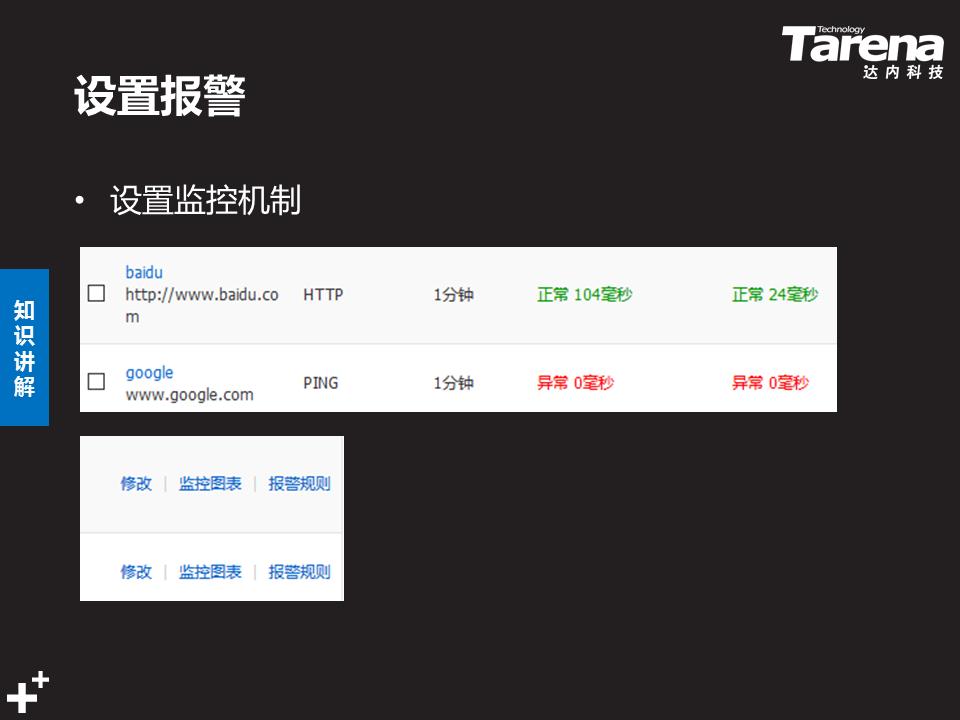 Technology
Tarena
达内科技
设置报警
• 设置监控机制
知识讲解
baidu
http://www.baidu.co
m
HTTP 1分钟 正常 104毫秒 正常 24毫秒
google
www.google.com
PING 1分钟 异常 0毫秒 异常 0毫秒
修改 | 监控图表 | 报警规则
修改 | 监控图表 | 报警规则